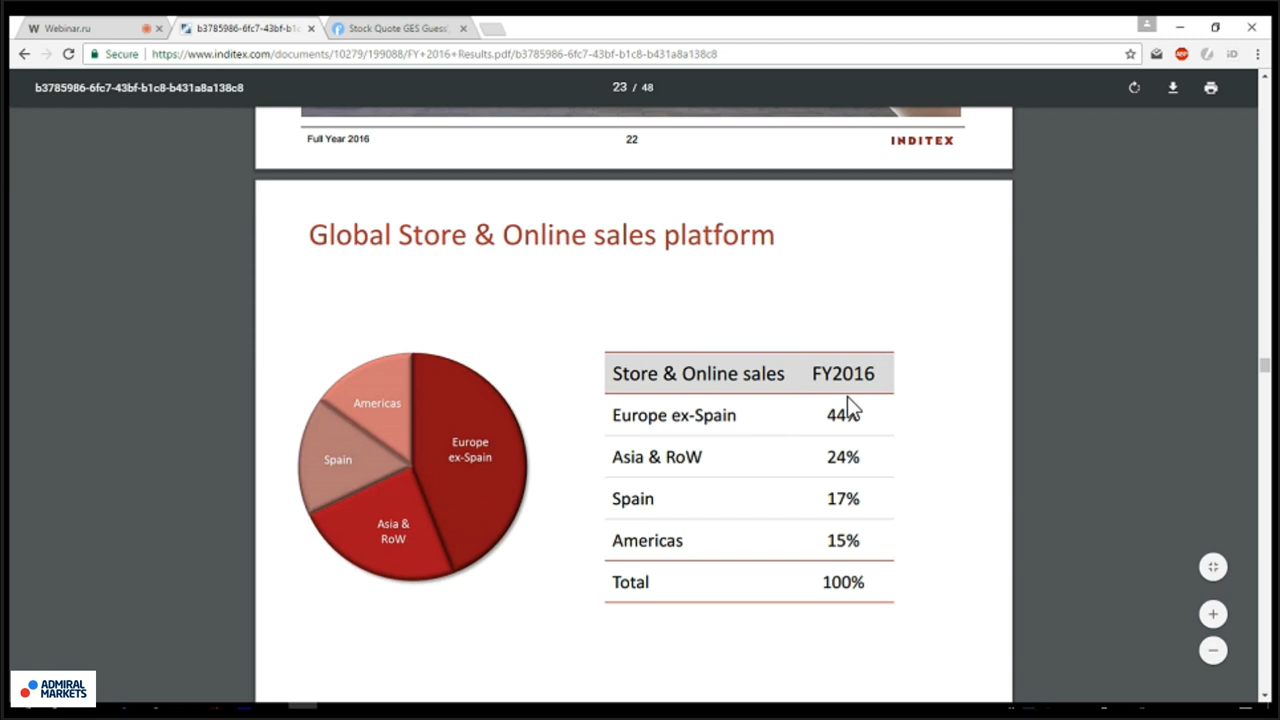 Webinar.ru
b3785986-6fc7-43bf-b1c
Stock Quote GES Guess
Secure
https://www.inditex.com/documents/10279/199088/FY+2016+Results.pdf/b3785986-6fc7-43bf-b1c8-b431a8a138c8
b3785986-6fc7-43bf-b1c8-b431a8a138c8
23 / 48
Full Year 2016
22
INDITEX
Global Store & Online sales platform
Americas
Spain
Europe
ex-Spain
Asia &
RoW
Store & Online sales FY2016
Europe ex-Spain 44%
Asia & RoW 24%
Spain 17%
Americas 15%
Total 100%
ADMIRAL
MARKETS